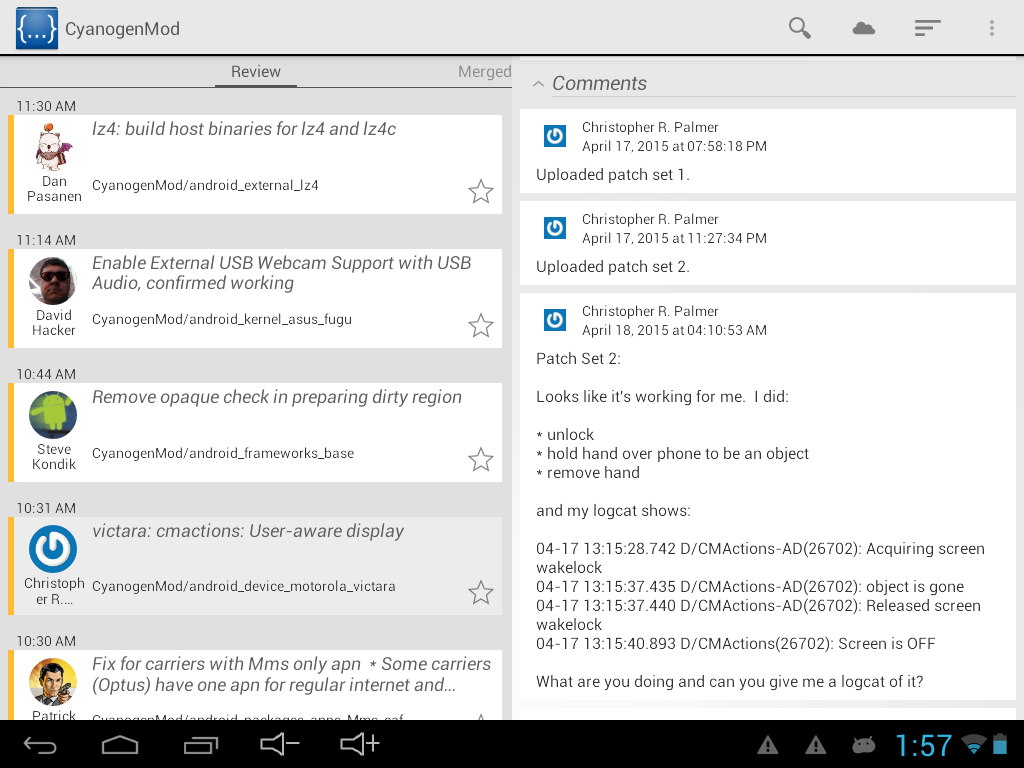 {...} CyanogenMod
Review
Merged
11:30 AM
lz4: build host binaries for lz4 and lz4c
Dan
Pasanen
CyanogenMod/android_external_lz4
11:14 AM
Enable External USB Webcam Support with USB
Audio, confirmed working
David
Hacker
CyanogenMod/android_kernel_asus_fugu
10:44 AM
Remove opaque check in preparing dirty region
Steve
Kondik
CyanogenMod/android_frameworks_base
10:31 AM
victara: cmactions: User-aware display
Christoph
er R....
CyanogenMod/android_device_motorola_victara
10:30 AM
Fix for carriers with Mms only apn * Some carriers
(Optus) have one apn for regular internet and...
Patrick
CyanogenMod/android_packages_apps_Mms_caf
Comments
Christopher R. Palmer
April 17, 2015 at 07:58:18 PM
Uploaded patch set 1.
Christopher R. Palmer
April 17, 2015 at 11:27:34 PM
Uploaded patch set 2.
Christopher R. Palmer
April 18, 2015 at 04:10:53 AM
Patch Set 2:
Looks like it's working for me.  I did:
* unlock
* hold hand over phone to be an object
* remove hand
and my logcat shows:
04-17 13:15:28.742 D/CMActions-AD(26702): Acquiring screen
wakelock
04-17 13:15:37.435 D/CMActions-AD(26702): object is gone
04-17 13:15:37.440 D/CMActions-AD(26702): Released screen
wakelock
04-17 13:15:40.893 D/CMActions(26702): Screen is OFF
What are you doing and can you give me a logcat of it?
1:57